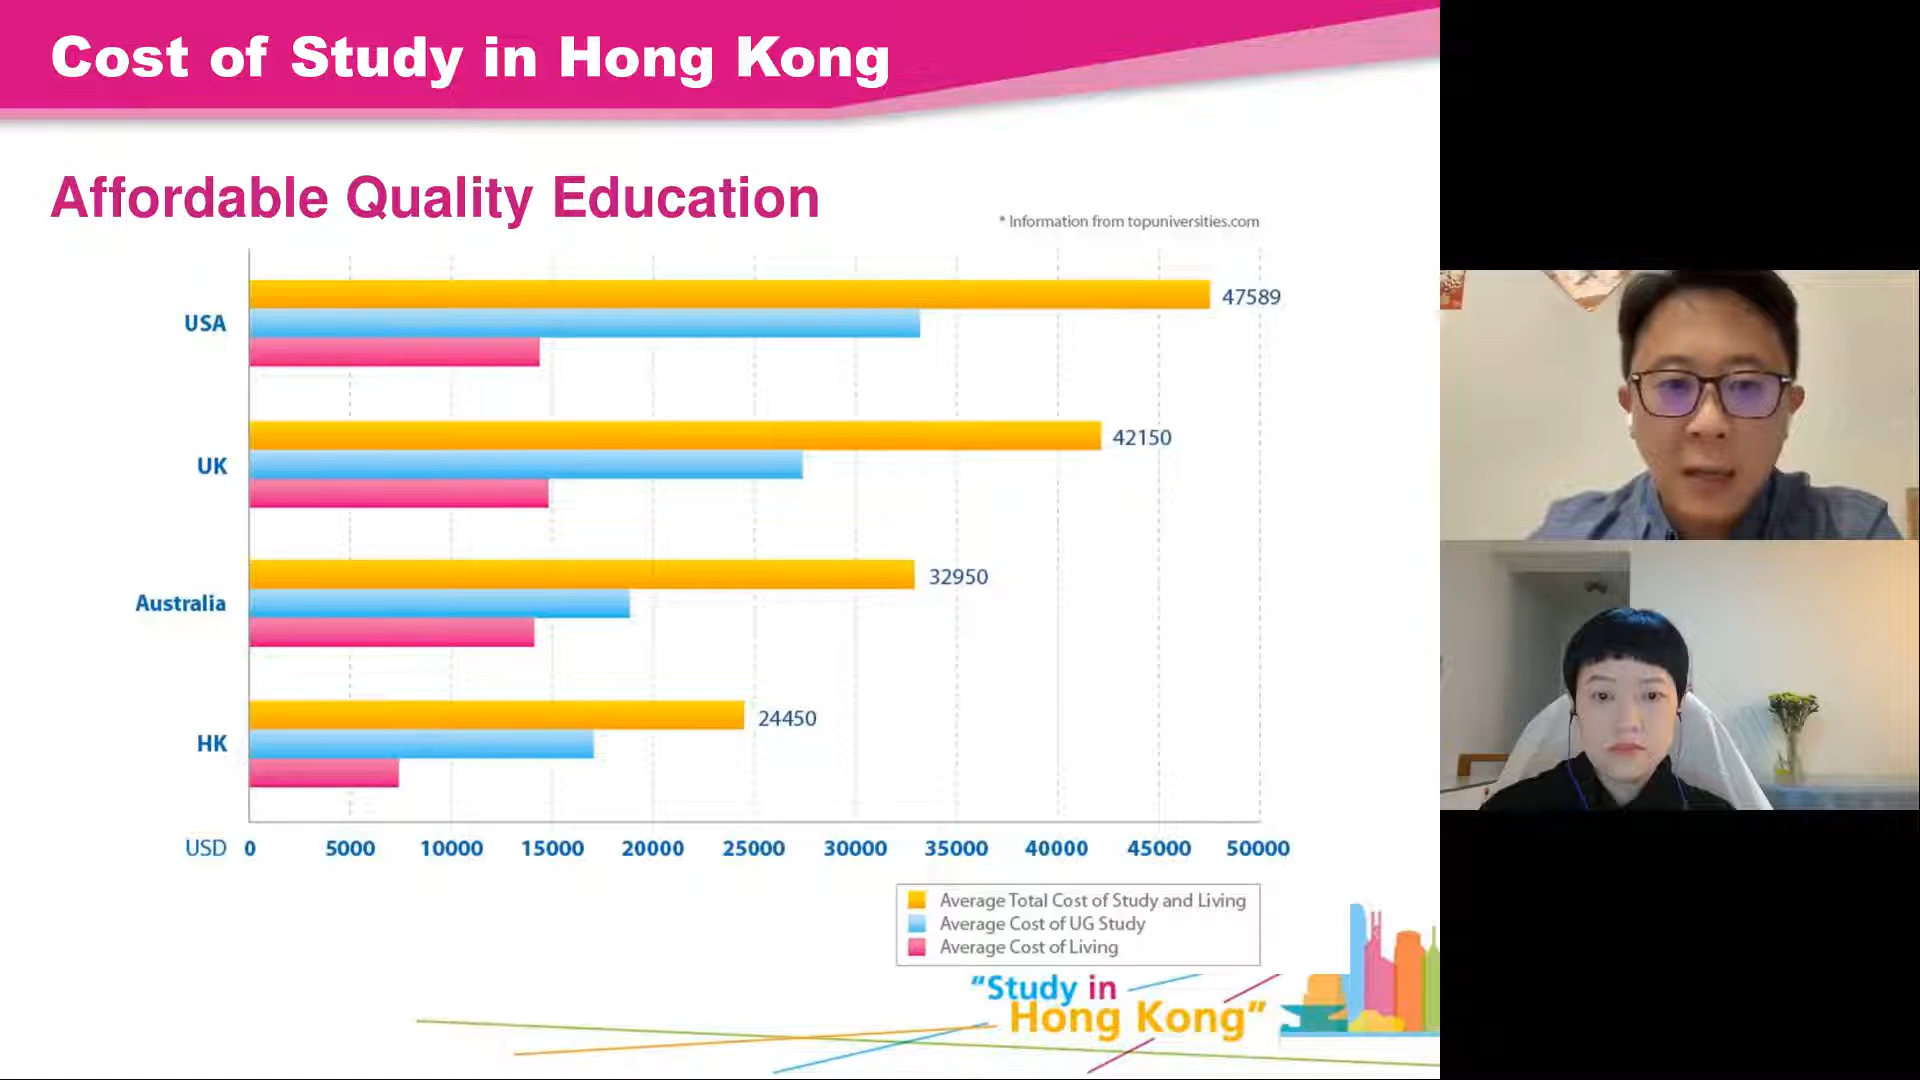 Cost of Study in Hong Kong
Affordable Quality Education
* Information from topuniversities.com
USA
47589
UK
42150
Australia
32950
HK
24450
USD 0 5000 10000 15000 20000 25000 30000 35000 40000 45000 50000
Average Total Cost of Study and Living
Average Cost of UG Study
Average Cost of Living
"Study in
Hong Kong"